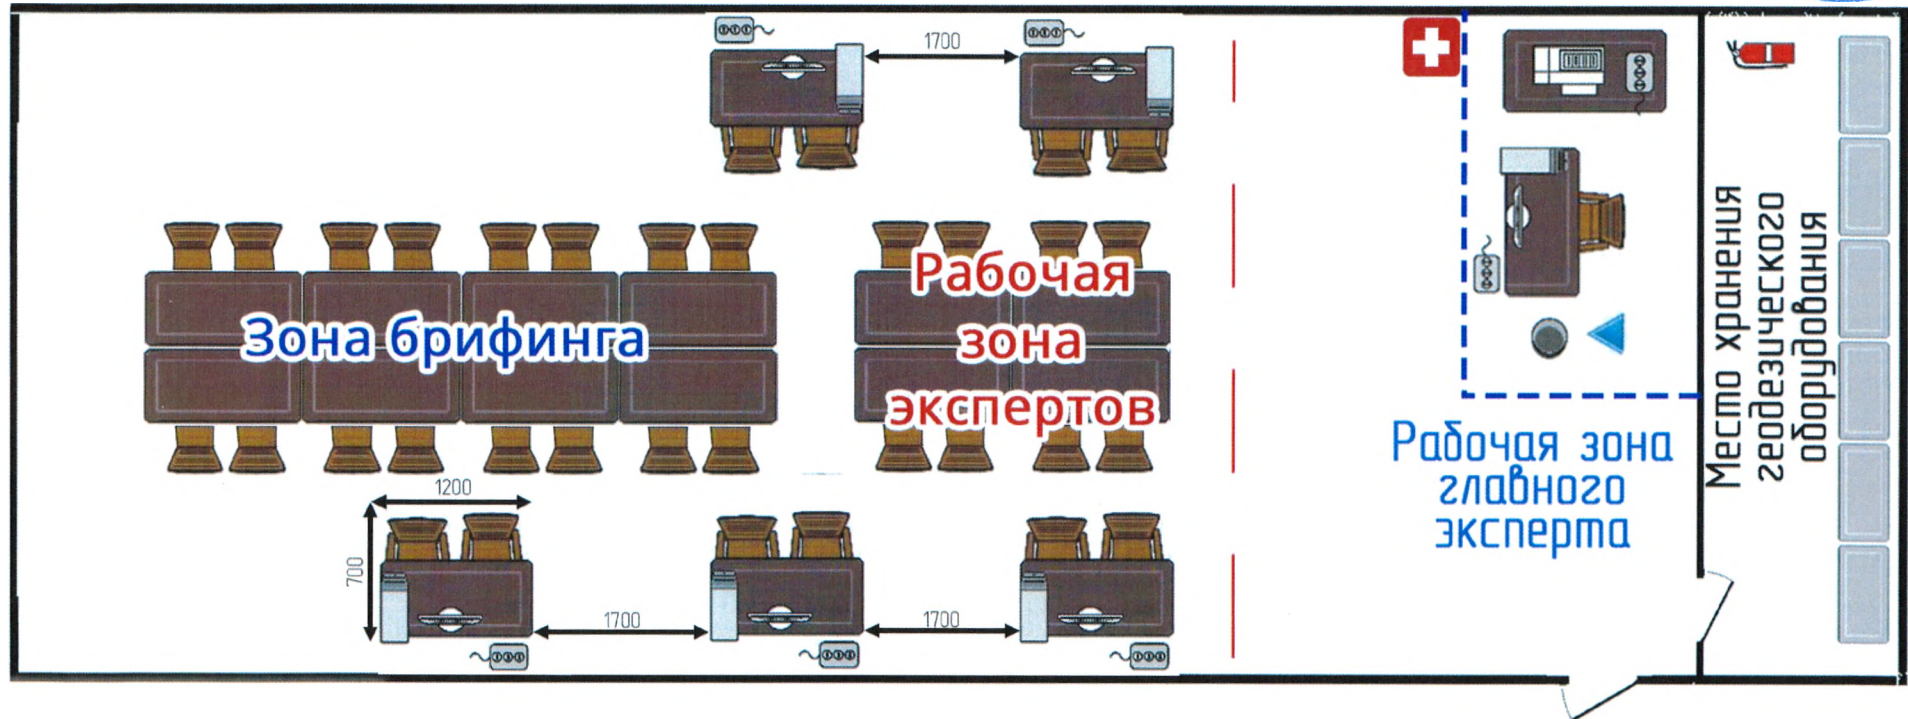 1700
Зона брифинга
Рабочая
зона
экспертов
1200
700
1700
1700
Рабочая зона
главного
эксперта
Место хранения
геодезического
оборудования